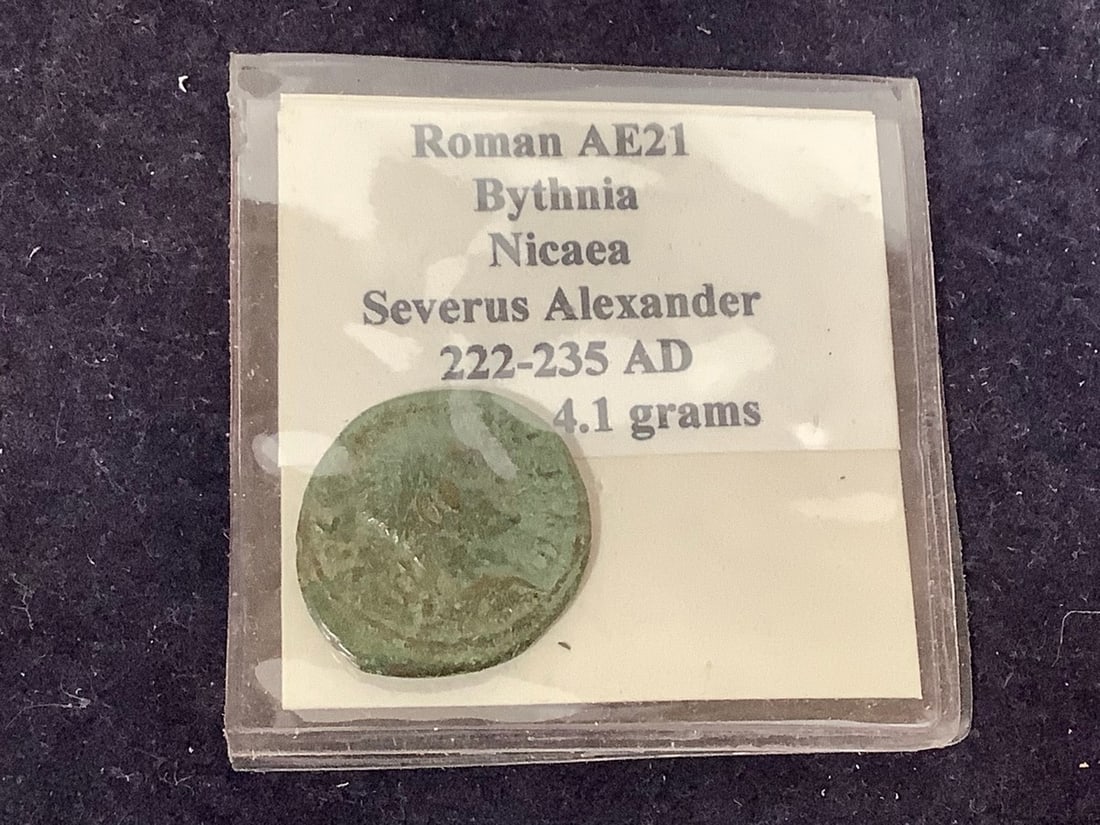 Roman AE21
Bythnia
Nicaea
Severus Alexander
222-235 AD
4.1 grams